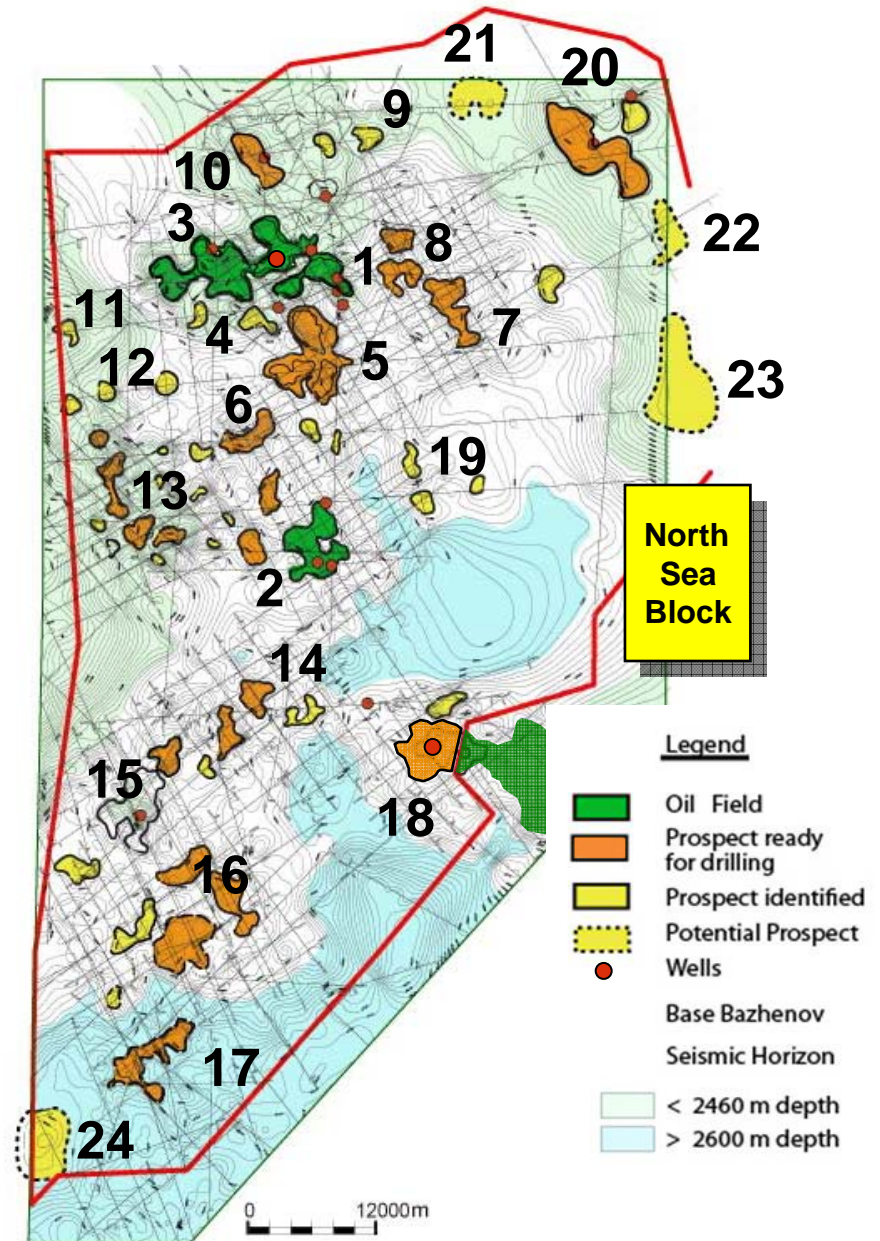 21
20
9
10
3
8
22
1
11
4
7
12
5
23
6
19
13
North
Sea
Block
2
14
Legend
15
18
Oil Field
Prospect ready
for drilling
16
Prospect identified
Potential Prospect
Wells
Base Bazhenov
Seismic Horizon
17
< 2460 m depth
24
> 2600 m depth
0 12000m